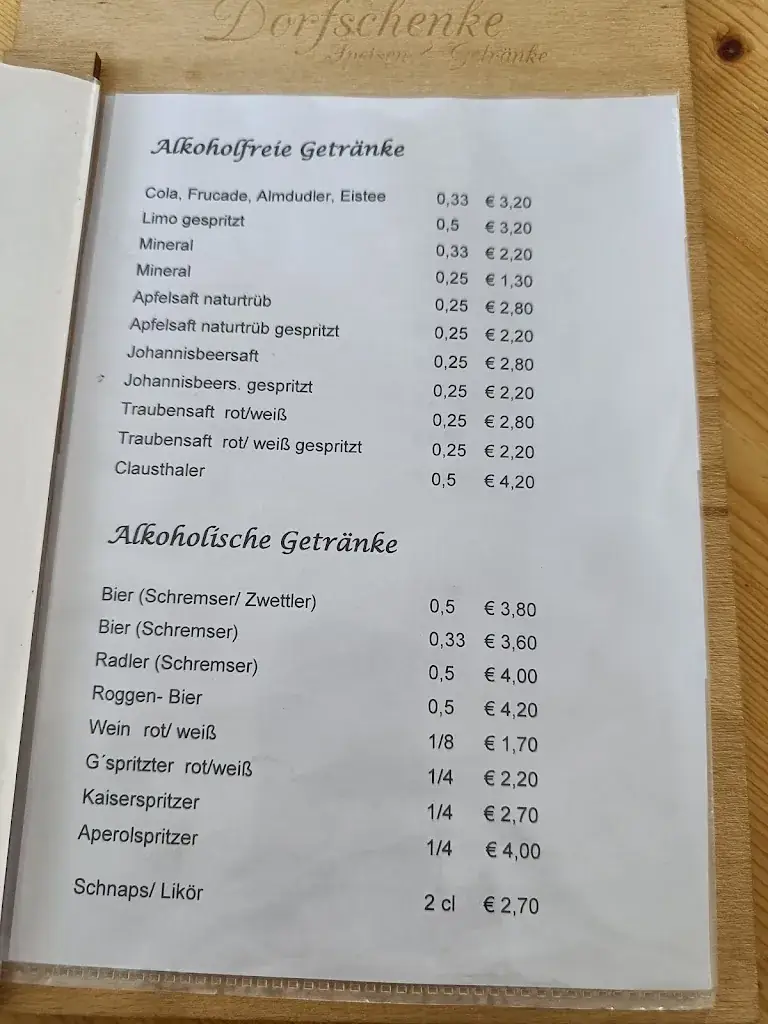 Dorfschenke
Speisen - Getränke
Alkoholfreie Getränke
Cola, Frucade, Almdudler, Eistee 0,33 € 3,20
Limo gespritzt 0,5 € 3,20
Mineral 0,33 € 2,20
Mineral 0,25 € 1,30
Apfelsaft naturtrüb 0,25 € 2,80
Apfelsaft naturtrüb gespritzt 0,25 € 2,20
Johannisbeersaft 0,25 € 2,80
Johannisbeers. gespritzt 0,25 € 2,20
Traubensaft rot/weiß 0,25 € 2,80
Traubensaft rot/ weiß gespritzt 0,25 € 2,20
Clausthaler 0,5 € 4,20
Alkoholische Getränke
Bier (Schremser/ Zwettler) 0,5 € 3,80
Bier (Schremser) 0,33 € 3,60
Radler (Schremser) 0,5 € 4,00
Roggen- Bier 0,5 € 4,20
Wein rot/ weiß 1/8 € 1,70
G´spritzter rot/weiß 1/4 € 2,20
Kaiserspritzer 1/4 € 2,70
Aperolspritzer 1/4 € 4,00
Schnaps/ Likör 2 cl € 2,70